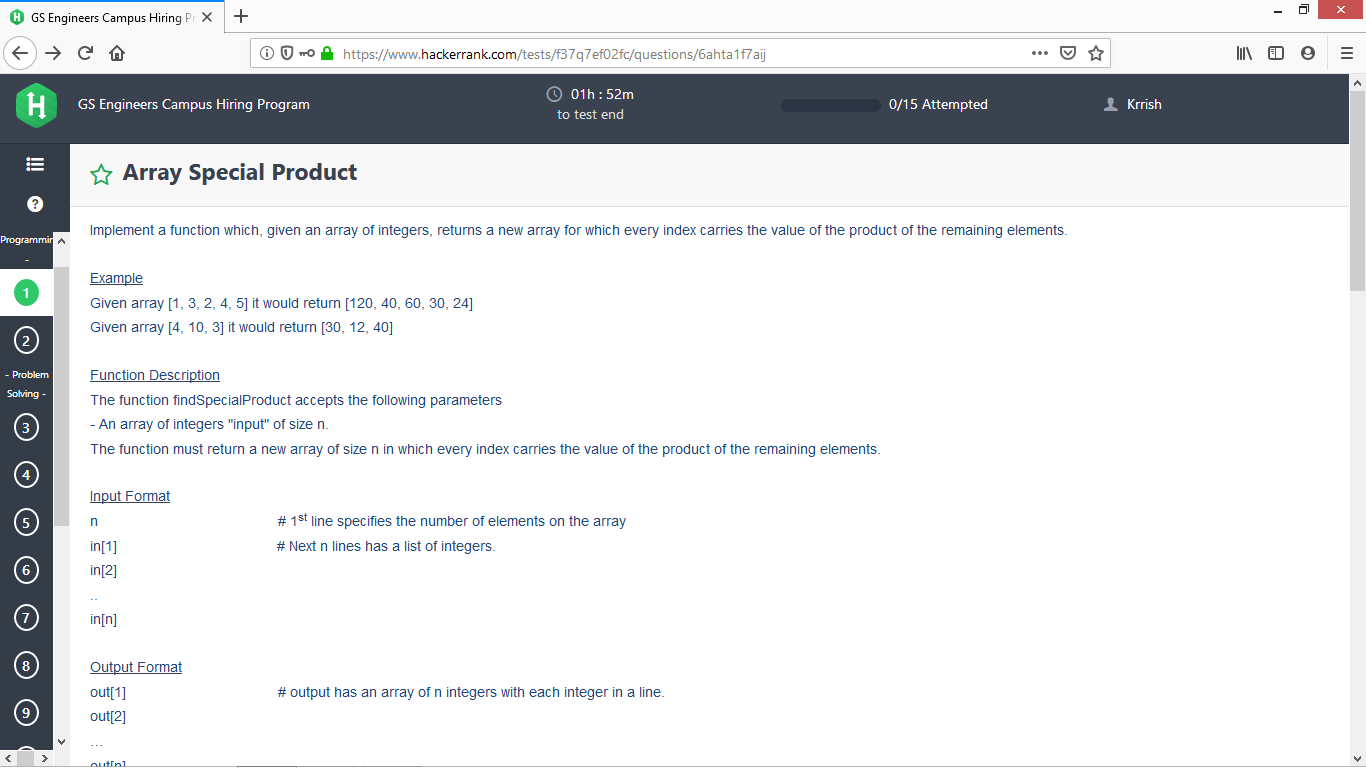 GS Engineers Campus Hiring Pr
https://www.hackerrank.com/tests/f37q7ef02fc/questions/6ahta1f7aij
GS Engineers Campus Hiring Program
01h : 52m
to test end
0/15 Attempted
Krrish
Array Special Product
Implement a function which, given an array of integers, returns a new array for which every index carries the value of the product of the remaining elements.
Example
Given array [1, 3, 2, 4, 5] it would return [120, 40, 60, 30, 24]
Given array [4, 10, 3] it would return [30, 12, 40]
Function Description
The function findSpecialProduct accepts the following parameters
- An array of integers "input" of size n.
The function must return a new array of size n in which every index carries the value of the product of the remaining elements.
Input Format
n # 1st line specifies the number of elements on the array
in[1] # Next n lines has a list of integers.
in[2]
..
in[n]
Output Format
out[1] # output has an array of n integers with each integer in a line.
out[2]
...
out[n]
Programmin
-
1
2
- Problem
Solving -
3
4
5
6
7
8
9